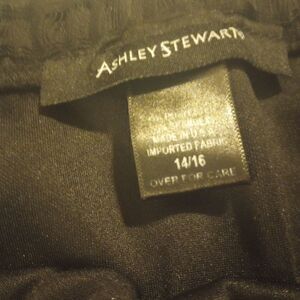 ASHLEY STEWART®
MADE IN U.S.A.
IMPORTED FABRIC
14/16
OVER FOR CARE